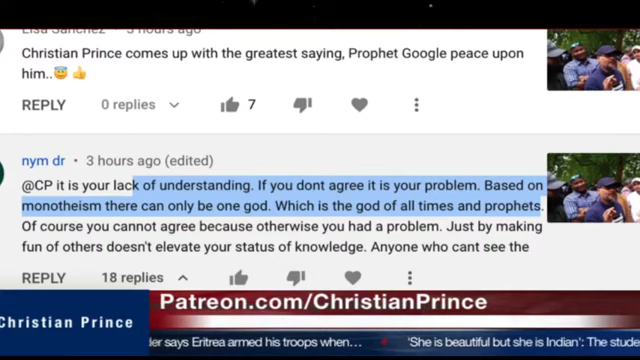 Lisa Sanchez • 3 hours ago
Christian Prince comes up with the greatest saying, Prophet Google peace upon
him..😇 👍
REPLY 0 replies 7
nym dr • 3 hours ago (edited)
@CP it is your lack of understanding. If you dont agree it is your problem. Based on
monotheism there can only be one god. Which is the god of all times and prophets.
Of course you cannot agree because otherwise you had a problem. Just by making
fun of others doesn't elevate your status of knowledge. Anyone who cant see the
REPLY 18 replies
Patreon.com/ChristianPrince
Christian Prince
der says Eritrea armed his troops when... 'She is beautiful but she is Indian': The stude